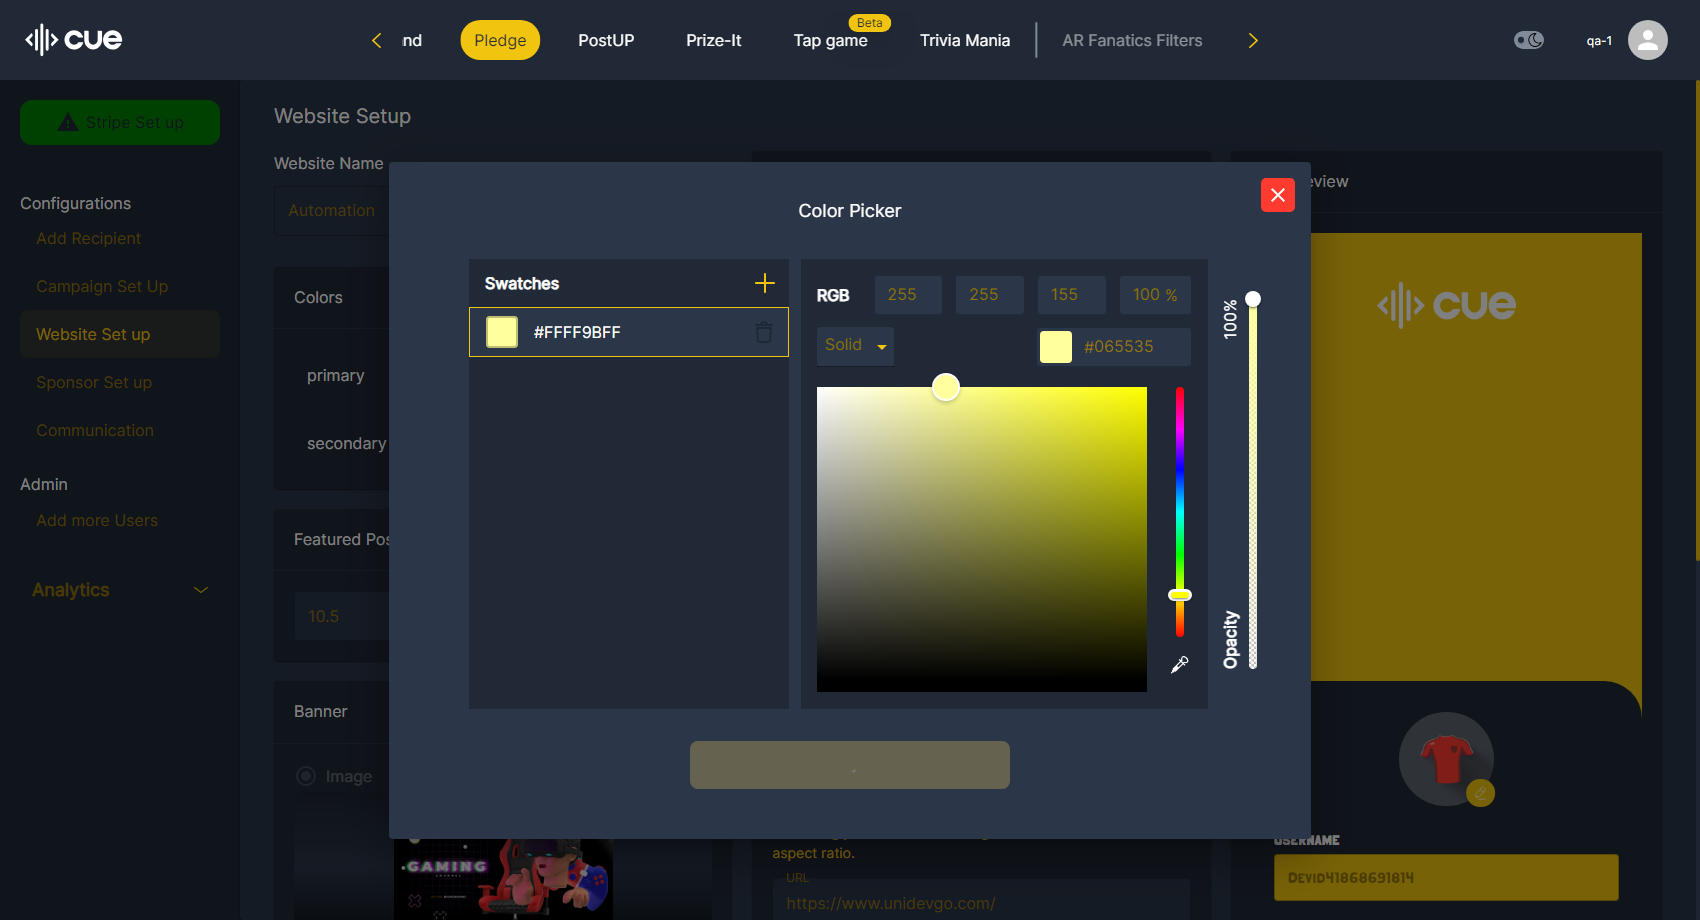 cue
nd
Pledge
PostUP
Prize-It
Beta
Tap game
Trivia Mania
AR Fanatics Filters
qa-1
Stripe Set up
Configurations
Add Recipient
Campaign Set Up
Website Set up
Sponsor Set up
Communication
Admin
Add more Users
Analytics
Website Setup
Website Name
Automation
Colors
primary
secondary
Featured Pos
10.5
Banner
Image
GAMING
Color Picker
Swatches
#FFFF9BFF
RGB
255
255
155
100 %
Solid
#065535
100%
Opacity
aspect ratio.
URL
https://www.unidevgo.com/
eview
cue
USERNAME
DEVID41868691814